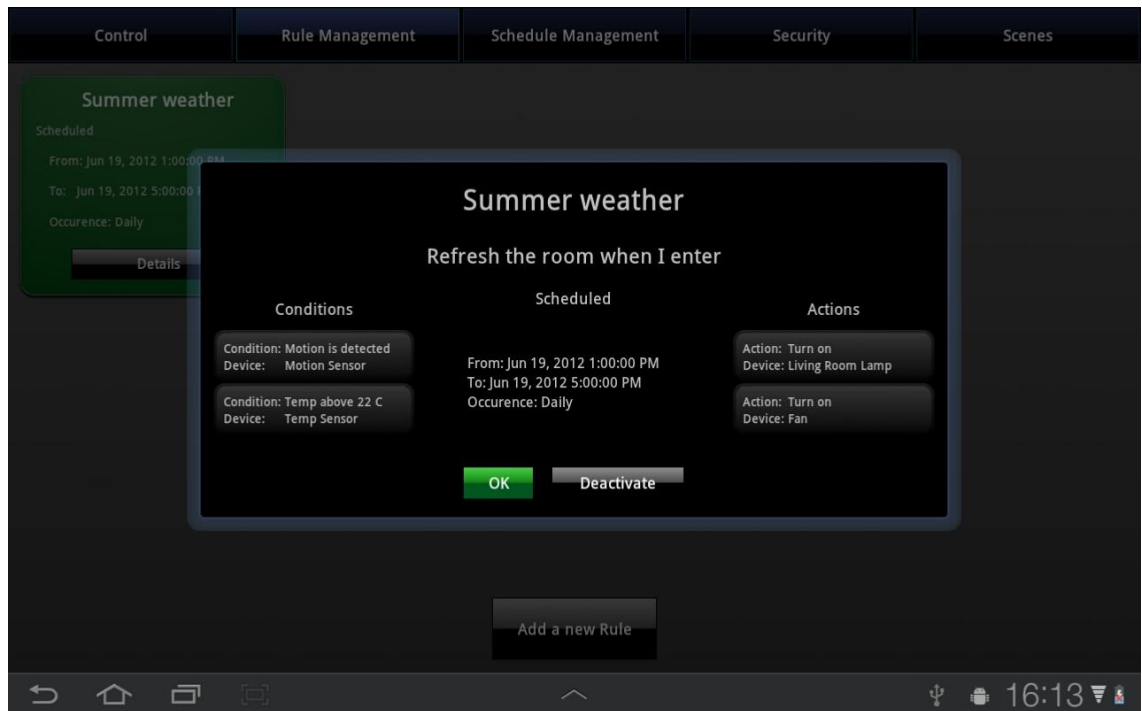 Control
Rule Management
Schedule Management
Security
Scenes
Summer weather
Scheduled
From: Jun 19, 2012 1:00:00 PM
To: Jun 19, 2012 5:00:00
Occurence: Daily
Details
Summer weather
Refresh the room when I enter
Conditions
Condition: Motion is detected
Device: Motion Sensor
Condition: Temp above 22 C
Device: Temp Sensor
Scheduled
From: Jun 19, 2012 1:00:00 PM
To: Jun 19, 2012 5:00:00 PM
Occurence: Daily
Actions
Action: Turn on
Device: Living Room Lamp
Action: Turn on
Device: Fan
OK
Deactivate
Add a new Rule
16:13